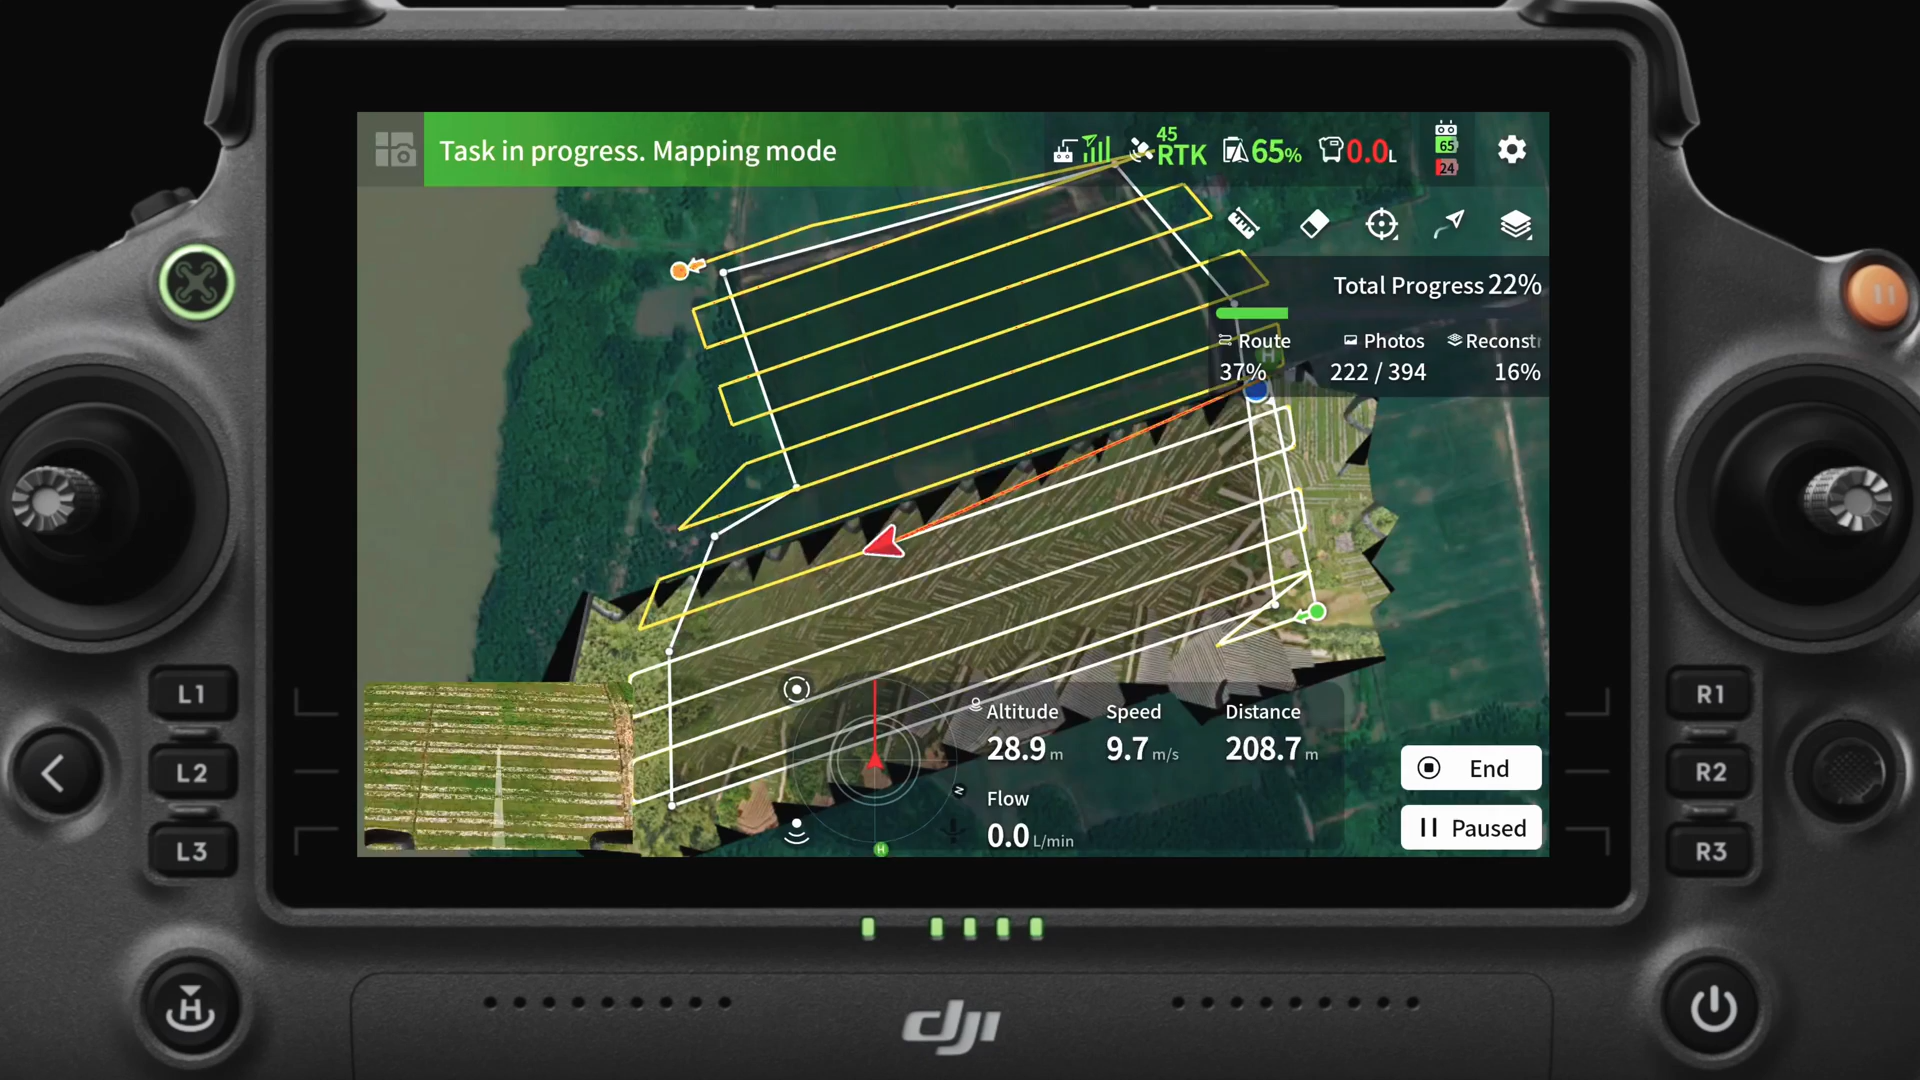 Task in progress. Mapping mode
45
RTK
65%
0.0L
65
24
Total Progress 22%
Route
Photos
Reconstr
37%
222 / 394
16%
H
Altitude
Speed
Distance
28.9 m
9.7 m/s
208.7 m
N
Flow
0.0 L/min
H
End
Paused
L1
L2
L3
R1
R2
R3
H
dji